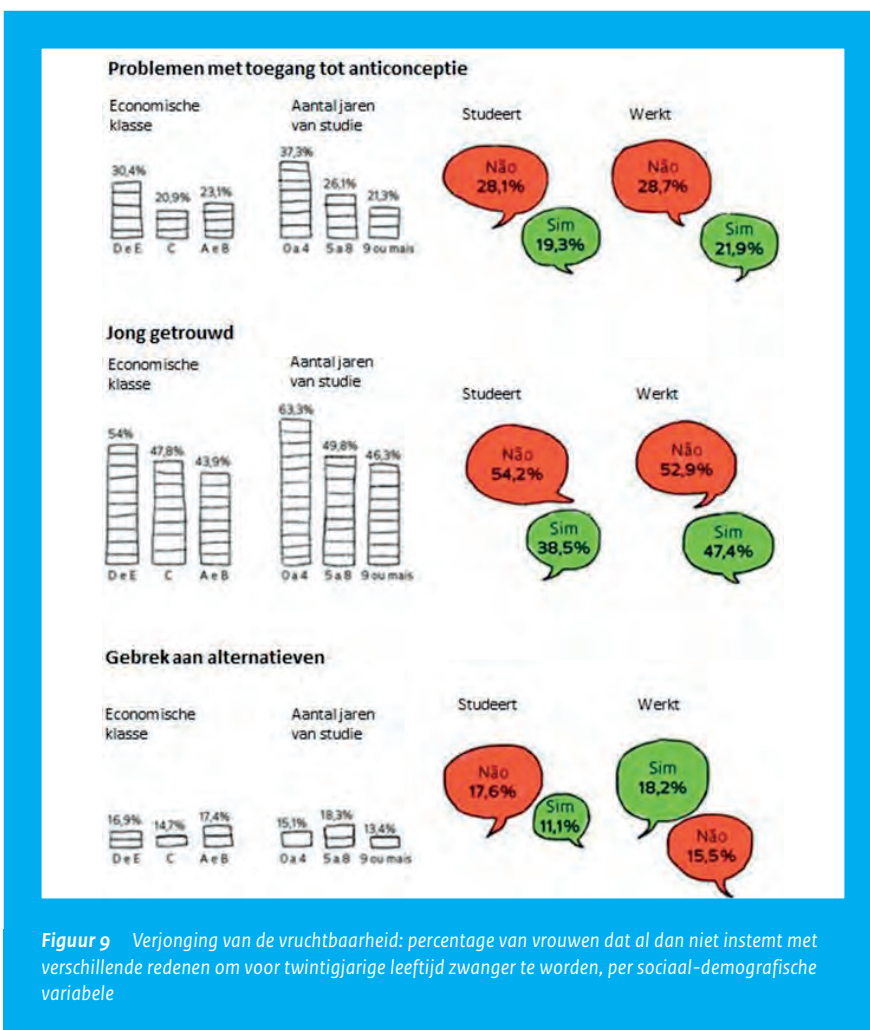 Problemen met toegang tot anticonceptie
Economische
klasse
30,4%
20,9%
23,1%
D e E
C
A e B
Aantal jaren
van studie
37,3%
26,1%
21,3%
0 a 4
5 a 8
9 ou mais
Studeert
Não
28,1%
Sim
19,3%
Werkt
Não
28,7%
Sim
21,9%
Jong getrouwd
Economische
klasse
54%
47,8%
43,9%
D e E
C
A e B
Aantal jaren
van studie
63,3%
49,8%
46,3%
0 a 4
5 a 8
9 ou mais
Studeert
Não
54,2%
Sim
38,5%
Werkt
Não
52,9%
Sim
47,4%
Gebrek aan alternatieven
Economische
klasse
16,9%
14,7%
17,4%
D e E
C
A e B
Aantal jaren
van studie
15,1%
18,3%
13,4%
0 a 4
5 a 8
9 ou mais
Studeert
Não
17,6%
Sim
11,1%
Werkt
Sim
18,2%
Não
15,5%
Figuur 9 Verjonging van de vruchtbaarheid: percentage van vrouwen dat al dan niet instemt met
verschillende redenen om voor twintigjarige leeftijd zwanger te worden, per sociaal-demografische
variabele